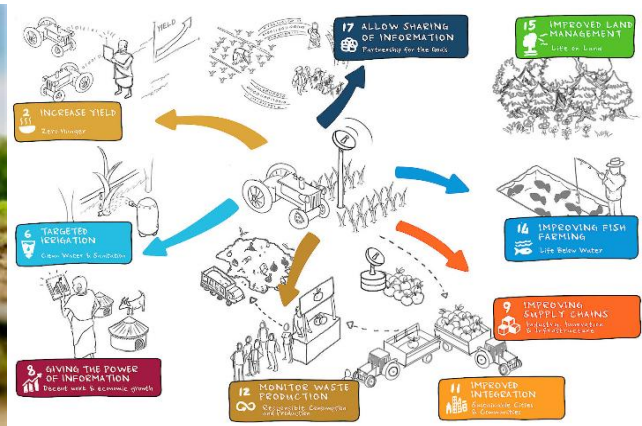 17 ALLOW SHARING
OF INFORMATION
Partnership for the Goals
15 IMPROVED LAND
MANAGEMENT
Life on Land
YIELD
2 INCREASE YIELD
Zero Hunger
6 TARGETED
IRRIGATION
Clean Water & Sanitation
14 IMPROVING FISH
FARMING
Life Below Water
9 IMPROVING
SUPPLY CHAINS
Industry, Innovation
& Infrastructure
8 GIVING THE POWER
OF INFORMATION
Decent work & economic growth
12 MONITOR WASTE
PRODUCTION
Responsible Consumption
and Production
11 IMPROVED
INTEGRATION
Sustainable Cities
& Communities